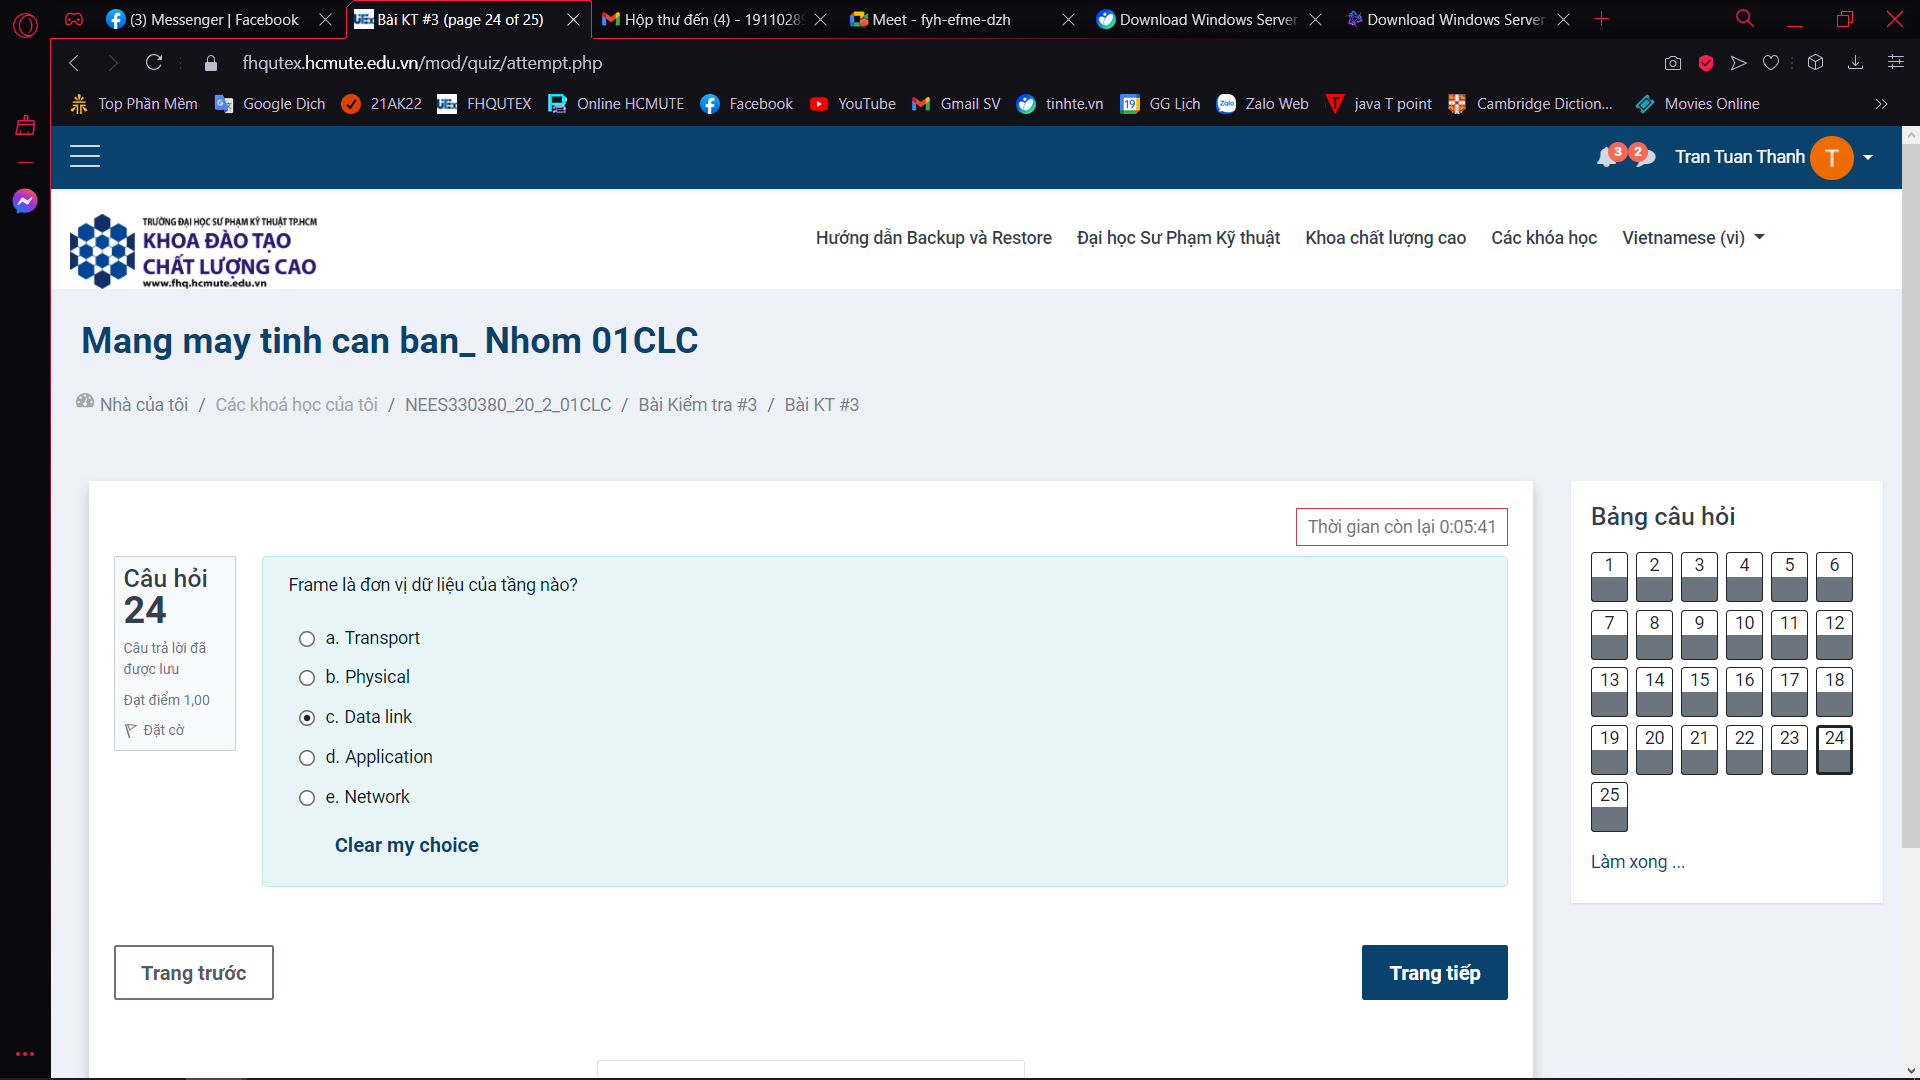 (3) Messenger | Facebook
Bài KT #3 (page 24 of 25)
Hộp thư đến (4) - 1911028
Meet - fyh-efme-dzh
Download Windows Server
Download Windows Server
fhqutex.hcmute.edu.vn/mod/quiz/attempt.php
Top Phần Mềm
Google Dịch
21AK22
FHQUTEX
Online HCMUTE
Facebook
YouTube
Gmail SV
tinhte.vn
19
GG Lịch
Zalo
Zalo Web
java T point
Cambridge Diction...
Movies Online
3
2
Tran Tuan Thanh
T
TRƯỜNG ĐẠI HỌC SƯ PHẠM KỸ THUẬT TP.HCM
KHOA ĐÀO TẠO
CHẤT LƯỢNG CAO
www.fhq.hcmute.edu.vn
Hướng dẫn Backup và Restore
Đại học Sư Phạm Kỹ thuật
Khoa chất lượng cao
Các khóa học
Vietnamese (vi)
Mang may tinh can ban_ Nhom 01CLC
Nhà của tôi / Các khoá học của tôi / NEES330380_20_2_01CLC / Bài Kiểm tra #3 / Bài KT #3
Thời gian còn lại 0:05:41
Câu hỏi
24
Câu trả lời đã
được lưu
Đạt điểm 1,00
Đặt cờ
Frame là đơn vị dữ liệu của tầng nào?
a. Transport
b. Physical
c. Data link
d. Application
e. Network
Clear my choice
Trang trước
Trang tiếp
Bảng câu hỏi
1 2 3 4 5 6
7 8 9 10 11 12
13 14 15 16 17 18
19 20 21 22 23 24
25
Làm xong ...